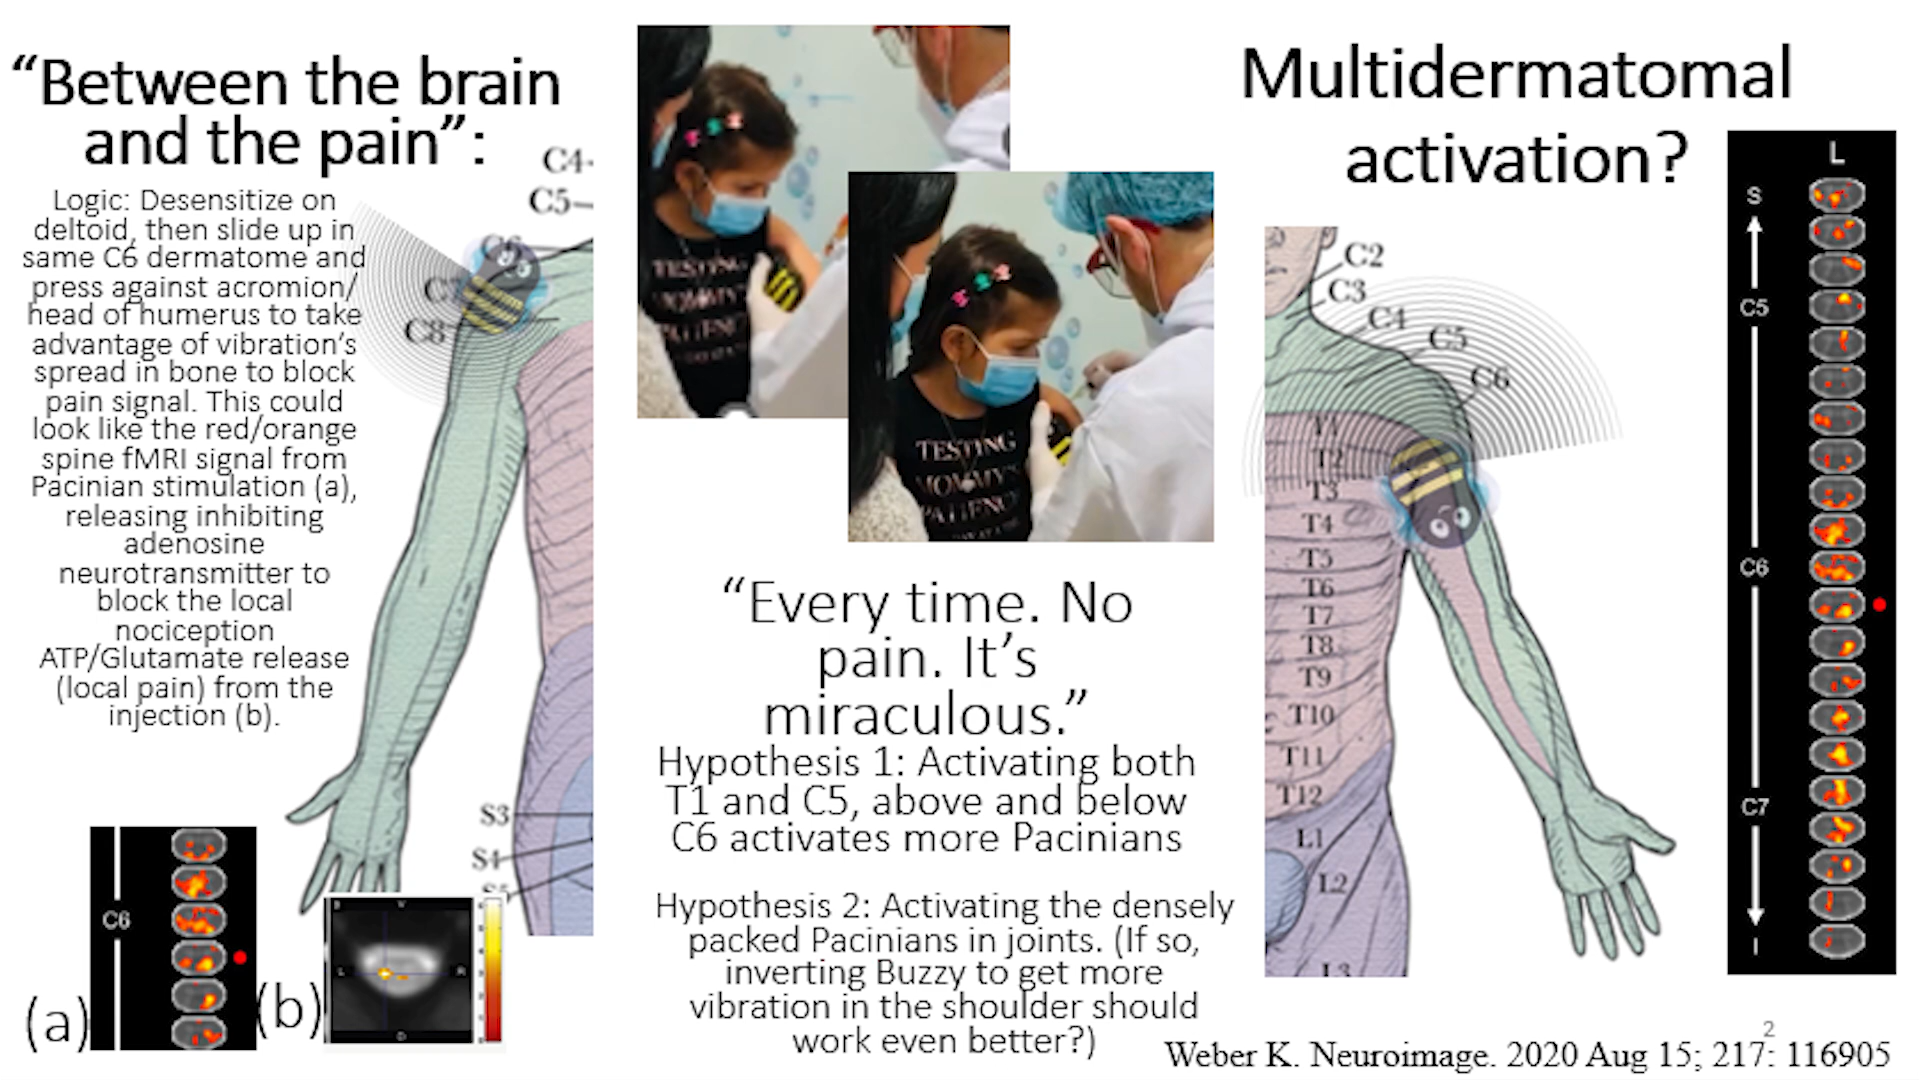 “Between the brain
and the pain”:
Logic: Desensitize on
deltoid, then slide up in
same C6 dermatome and
press against acromion/
head of humerus to take
advantage of vibration’s
spread in bone to block
pain signal. This could
look like the red/orange
spine fMRI signal from
Pacinian stimulation (a),
releasing inhibiting
adenosine
neurotransmitter to
block the local
nociception
ATP/Glutamate release
(local pain) from the
injection (b).
C4
C5
C6
C7
C8
S3
S4
S5
C6
(a)
(b)
L
R
TESTING
MOMMY'S
PATIENC
TESTING
MOMMY'S
PATIENC
“Every time. No
pain. It’s
miraculous.”
Hypothesis 1: Activating both
T1 and C5, above and below
C6 activates more Pacinians
Hypothesis 2: Activating the densely
packed Pacinians in joints. (If so,
inverting Buzzy to get more
vibration in the shoulder should
work even better?)
Multidermatomal
activation?
C2
C3
C4
C5
C6
T1
T2
T3
T4
T5
T6
T7
T8
T9
T10
T11
T12
L1
L2
L3
L
S
C5
C6
C7
I
2
Weber K. Neuroimage. 2020 Aug 15; 217: 116905